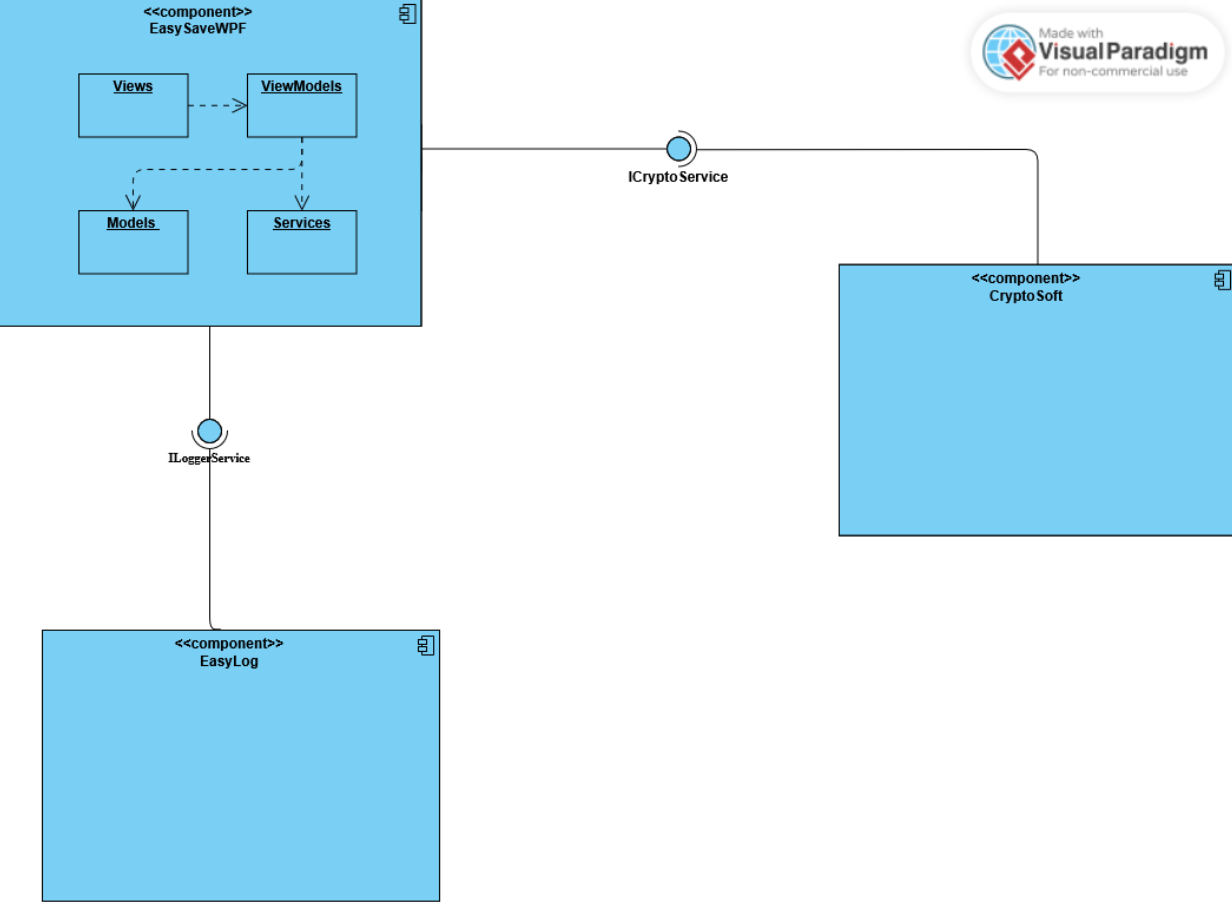 <<component>>
EasySaveWPF
Made with
Visual Paradigm
For non-commercial use
Views
ViewModels
ICryptoService
Models
Services
<<component>>
CryptoSoft
ILoggerService
<<component>>
EasyLog